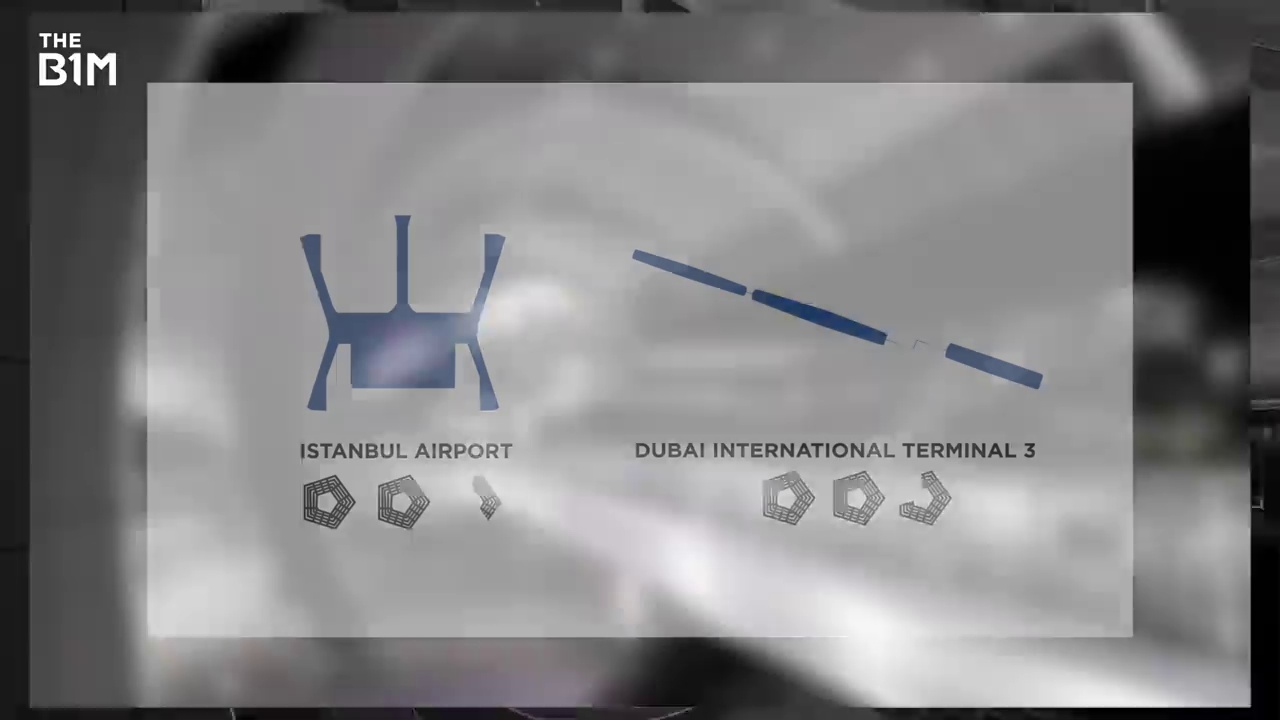 THE
B1M
ISTANBUL AIRPORT
DUBAI INTERNATIONAL TERMINAL 3